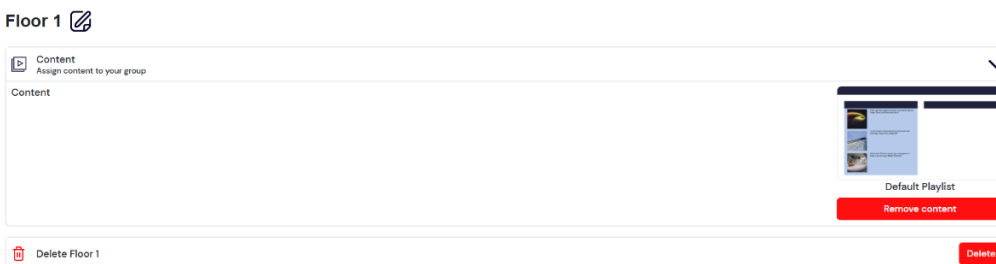 Floor 1
Content
Assign content to your group
Content
Default Playlist
Remove content
Delete Floor 1
Delete